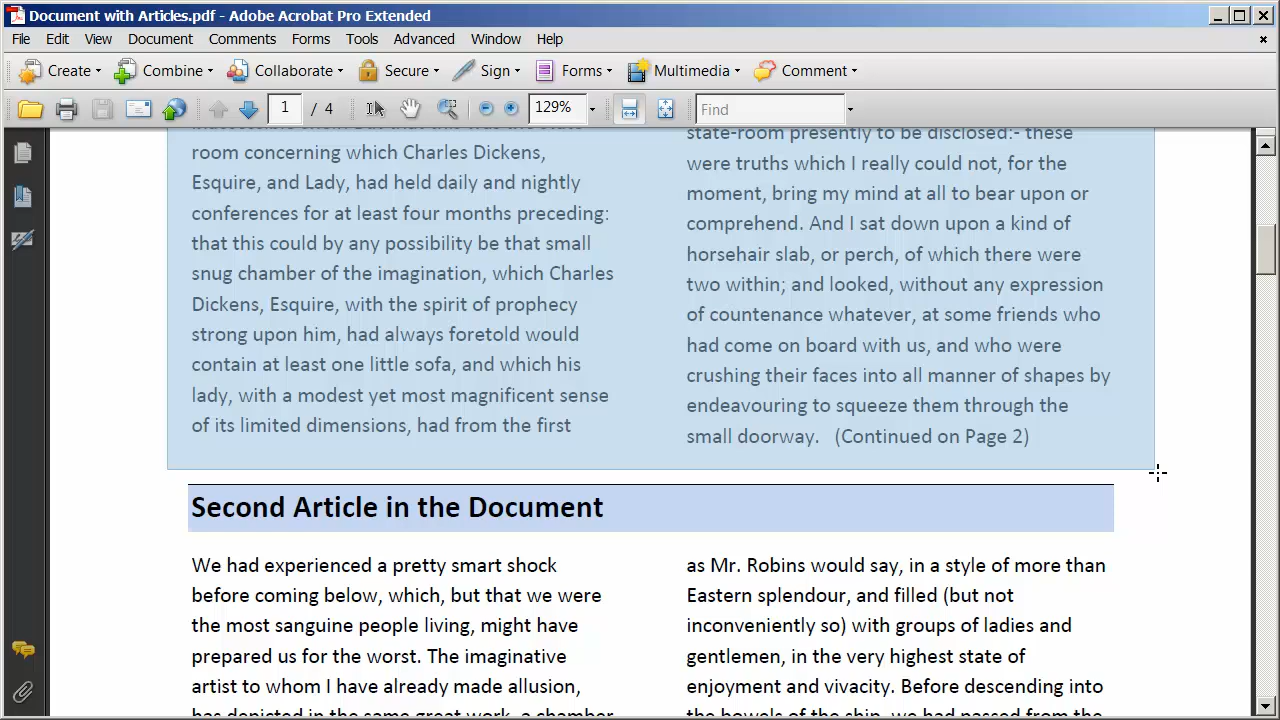 Document with Articles.pdf - Adobe Acrobat Pro Extended
File Edit View Document Comments Forms Tools Advanced Window Help
Create Combine Collaborate Secure Sign Forms Multimedia Comment
1 / 4 129% Find
room concerning which Charles Dickens,
Esquire, and Lady, had held daily and nightly
conferences for at least four months preceding:
that this could by any possibility be that small
snug chamber of the imagination, which Charles
Dickens, Esquire, with the spirit of prophecy
strong upon him, had always foretold would
contain at least one little sofa, and which his
lady, with a modest yet most magnificent sense
of its limited dimensions, had from the first
state-room presently to be disclosed:- these
were truths which I really could not, for the
moment, bring my mind at all to bear upon or
comprehend. And I sat down upon a kind of
horsehair slab, or perch, of which there were
two within; and looked, without any expression
of countenance whatever, at some friends who
had come on board with us, and who were
crushing their faces into all manner of shapes by
endeavouring to squeeze them through the
small doorway. (Continued on Page 2)
Second Article in the Document
We had experienced a pretty smart shock
before coming below, which, but that we were
the most sanguine people living, might have
prepared us for the worst. The imaginative
artist to whom I have already made allusion,
has depicted in the same great work, a chamber
as Mr. Robins would say, in a style of more than
Eastern splendour, and filled (but not
inconveniently so) with groups of ladies and
gentlemen, in the very highest state of
enjoyment and vivacity. Before descending into
the bowels of the ship, we had passed from the